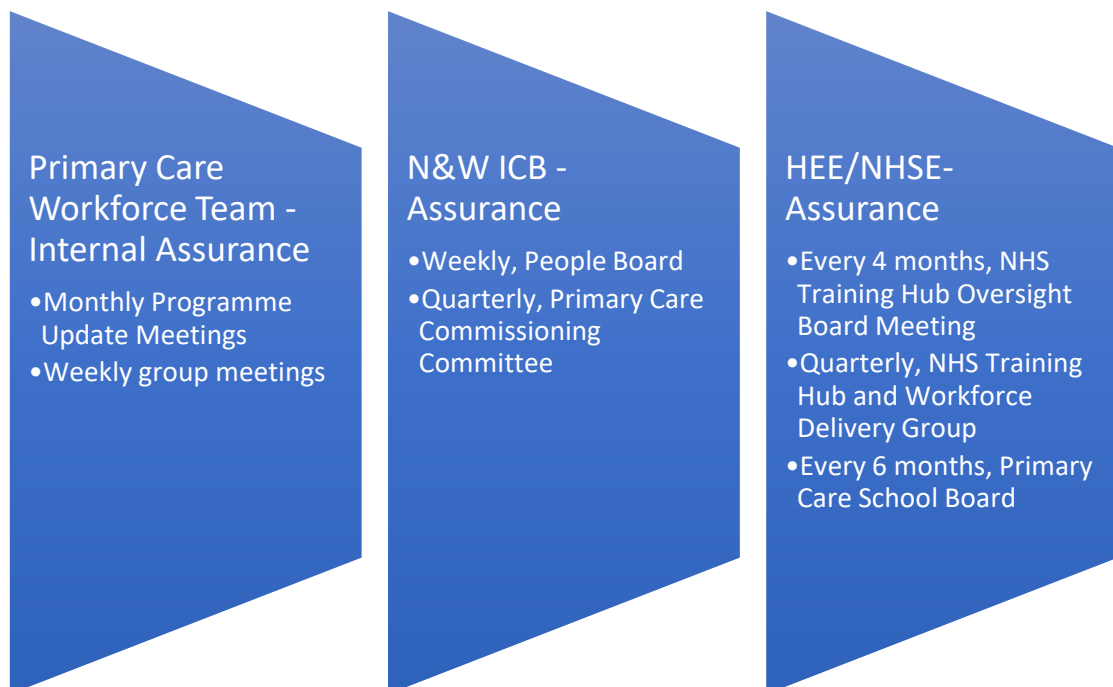 Primary Care
Workforce Team -
Internal Assurance
•Monthly Programme
Update Meetings
•Weekly group meetings
N&W ICB -
Assurance
•Weekly, People Board
•Quarterly, Primary Care
Commissioning
Committee
HEE/NHSE-
Assurance
•Every 4 months, NHS
Training Hub Oversight
Board Meeting
•Quarterly, NHS Training
Hub and Workforce
Delivery Group
•Every 6 months, Primary
Care School Board